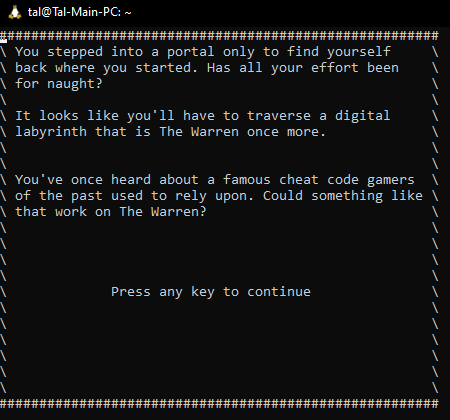 tal@Tal-Main-PC: ~
#######################################################
\ You stepped into a portal only to find yourself \
\ back where you started. Has all your effort been \
\ for naught? \
\ \
\ It looks like you'll have to traverse a digital \
\ labyrinth that is The Warren once more. \
\ \
\ \
\ You've once heard about a famous cheat code gamers \
\ of the past used to rely upon. Could something like \
\ that work on The Warren? \
\ \
\ \
\ \
\ \
\ Press any key to continue \
\ \
\ \
\ \
\ \
\ \
\ \
#######################################################